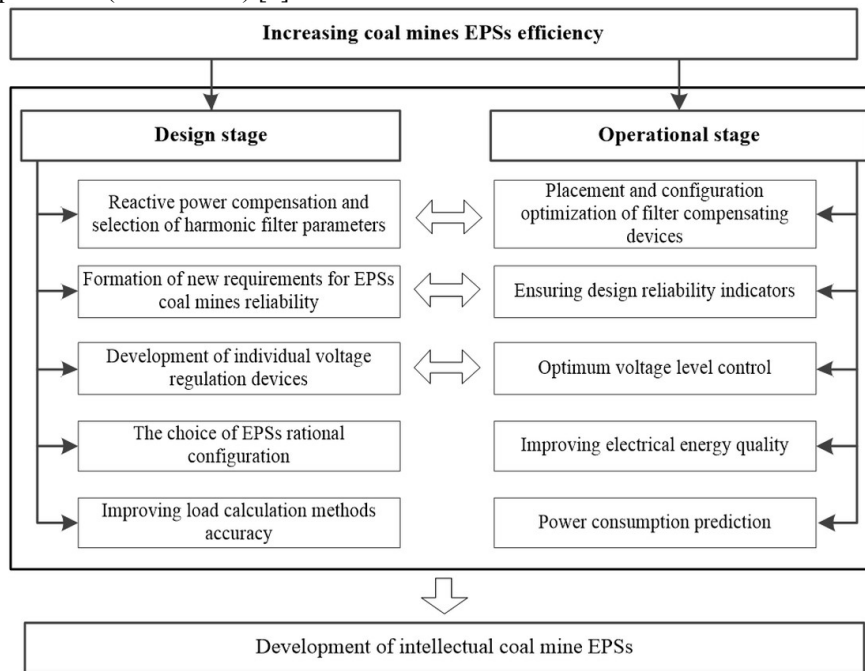 Increasing coal mines EPSs efficiency
Design stage
Operational stage
Reactive power compensation and
selection of harmonic filter parameters
Placement and configuration
optimization of filter compensating
devices
Formation of new requirements for EPSs
coal mines reliability
Ensuring design reliability indicators
Development of individual voltage
regulation devices
Optimum voltage level control
The choice of EPSs rational
configuration
Improving electrical energy quality
Improving load calculation methods
accuracy
Power consumption prediction
Development of intellectual coal mine EPSs